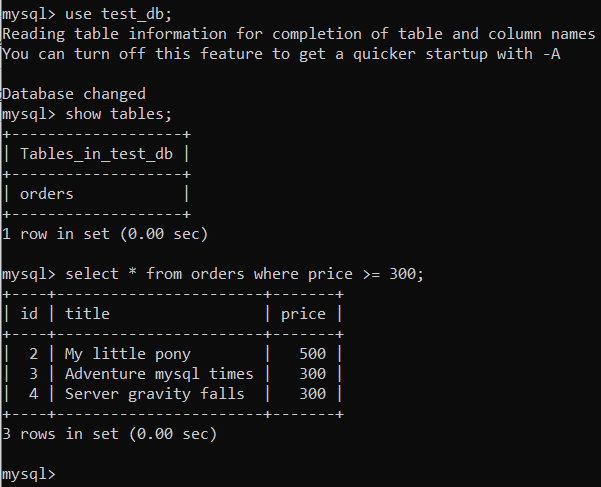 mysql> use test_db;
Reading table information for completion of table and column names
You can turn off this feature to get a quicker startup with -A

Database changed
mysql> show tables;
+-------------------+
| Tables_in_test_db |
+-------------------+
| orders            |
+-------------------+
1 row in set (0.00 sec)

mysql> select * from orders where price >= 300;
+----+-----------------------+-------+
| id | title                 | price |
+----+-----------------------+-------+
|  2 | My little pony        |   500 |
|  3 | Adventure mysql times |   300 |
|  4 | Server gravity falls  |   300 |
+----+-----------------------+-------+
3 rows in set (0.00 sec)

mysql>